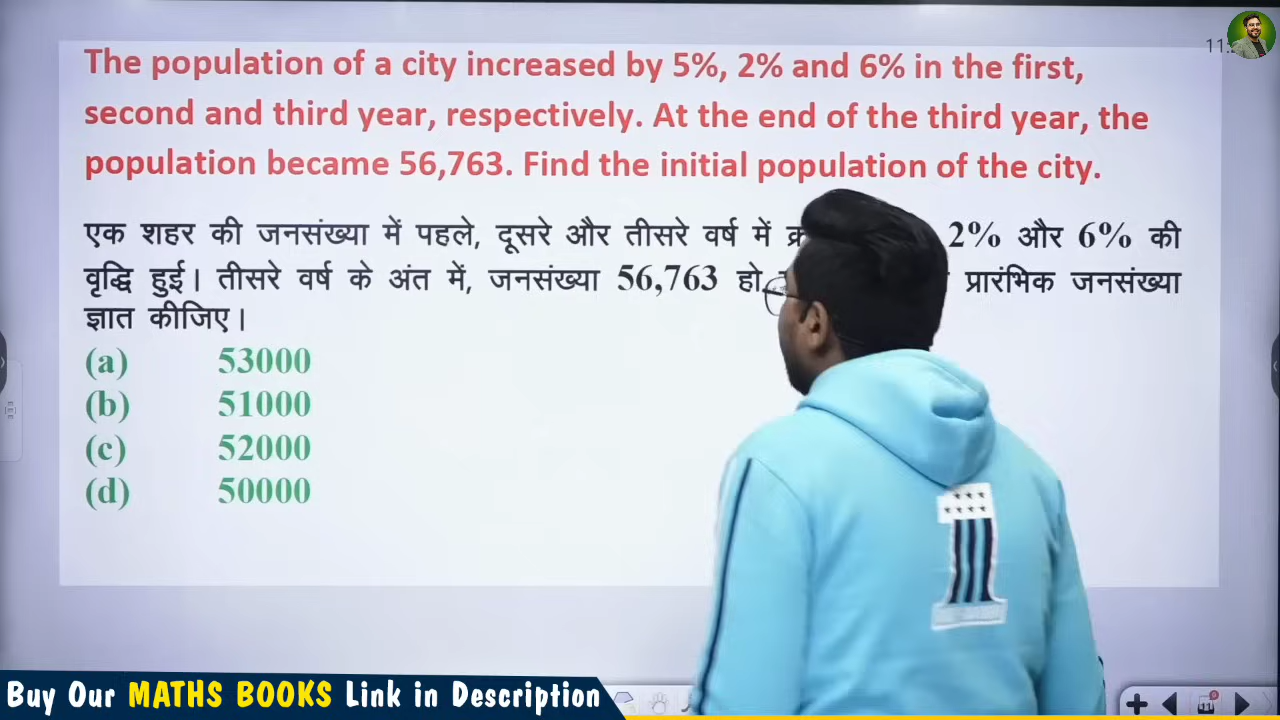 The population of a city increased by 5%, 2% and 6% in the first,
second and third year, respectively. At the end of the third year, the
population became 56,763. Find the initial population of the city.
एक शहर की जनसंख्या में पहले, दूसरे और तीसरे वर्ष में 2% और 6% की
वृद्धि हुई। तीसरे वर्ष के अंत में, जनसंख्या 56,763 हो प्रारंभिक जनसंख्या
ज्ञात कीजिए।
(a) 53000
(b) 51000
(c) 52000
(d) 50000
Buy Our MATHS BOOKS Link in Description